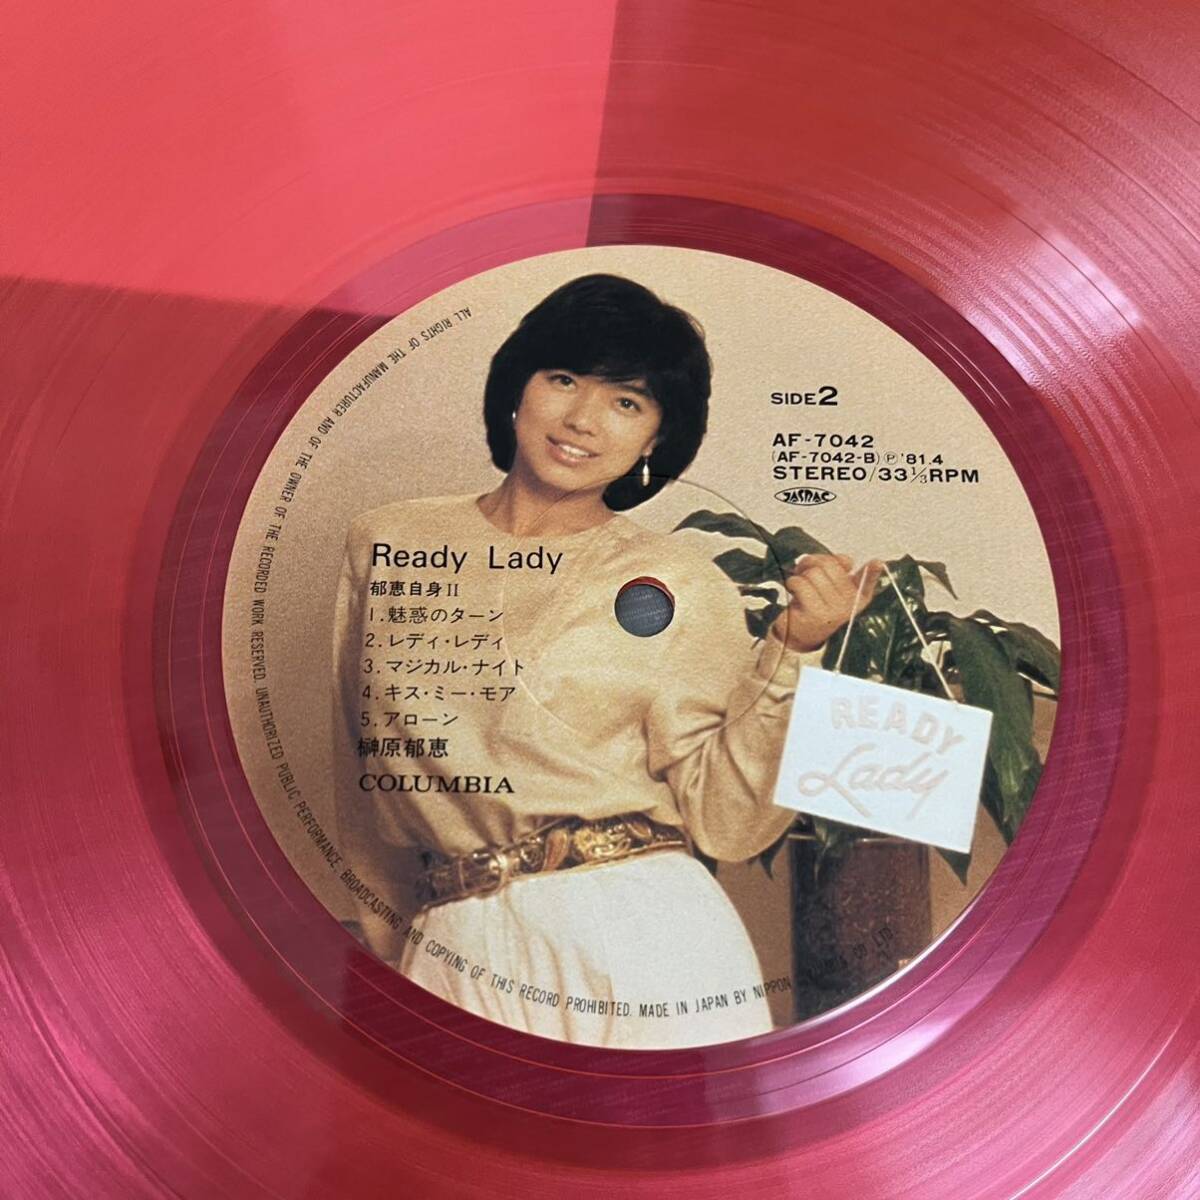 SIDE2
AF-7042
(AF-7042-B) Ⓟ'81.4
STEREO/33⅓RPM
JASRAC
Ready Lady
郁恵自身II
1.魅惑のターン
2.レディ・レディ
3.マジカル・ナイト
4.キス・ミー・モア
5.アローン
榊原郁恵
COLUMBIA
READY
Lady
ALL RIGHTS OF THE MANUFACTURER AND OF THE OWNER OF THE RECORDED WORK RESERVED. UNAUTHORIZED PUBLIC PERFORMANCE, BROADCASTING AND COPYING OF THIS RECORD PROHIBITED. MADE IN JAPAN BY NIPPON